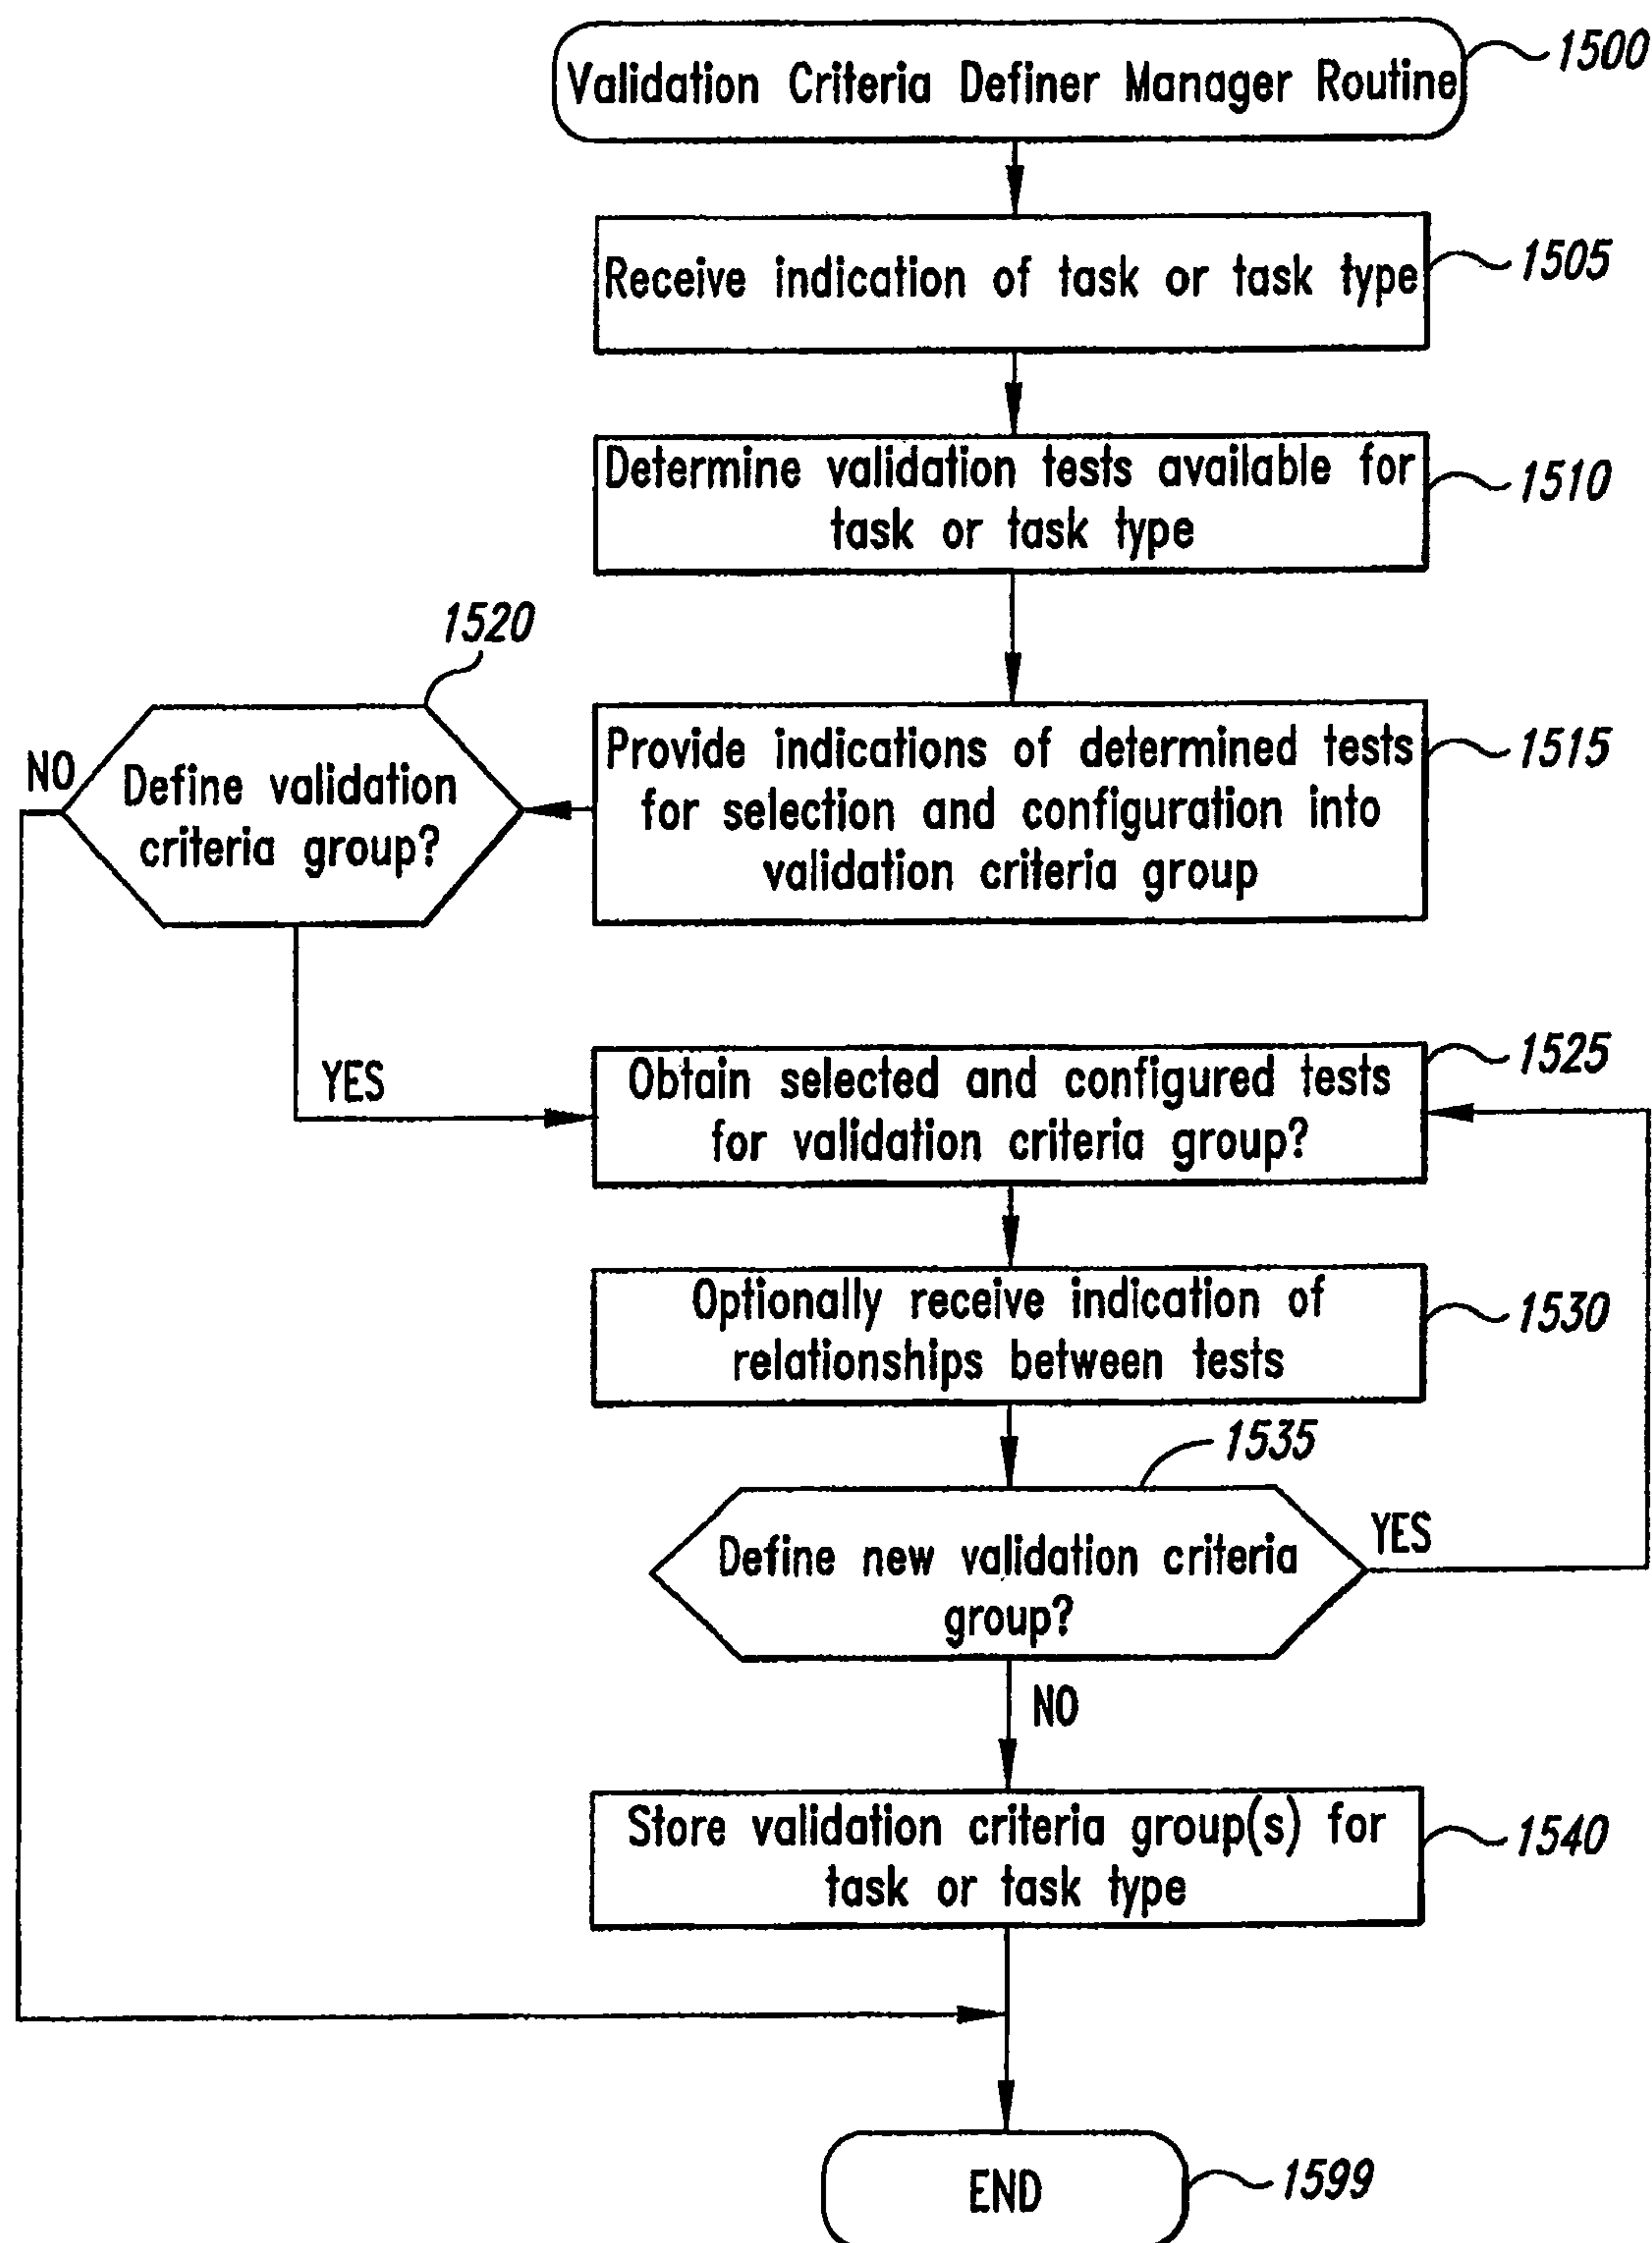 Validation Criteria Definer Manager Routine
1500
Receive indication of task or task type
1505
Determine validation tests available for
task or task type
1510
1520
Provide indications of determined tests
for selection and configuration into
validation criteria group
1515
NO
Define validation
criteria group?
YES
Obtain selected and configured tests
for validation criteria group?
1525
Optionally receive indication of
relationships between tests
1530
1535
Define new validation criteria
group?
YES
NO
Store validation criteria group(s) for
task or task type
1540
END
1599